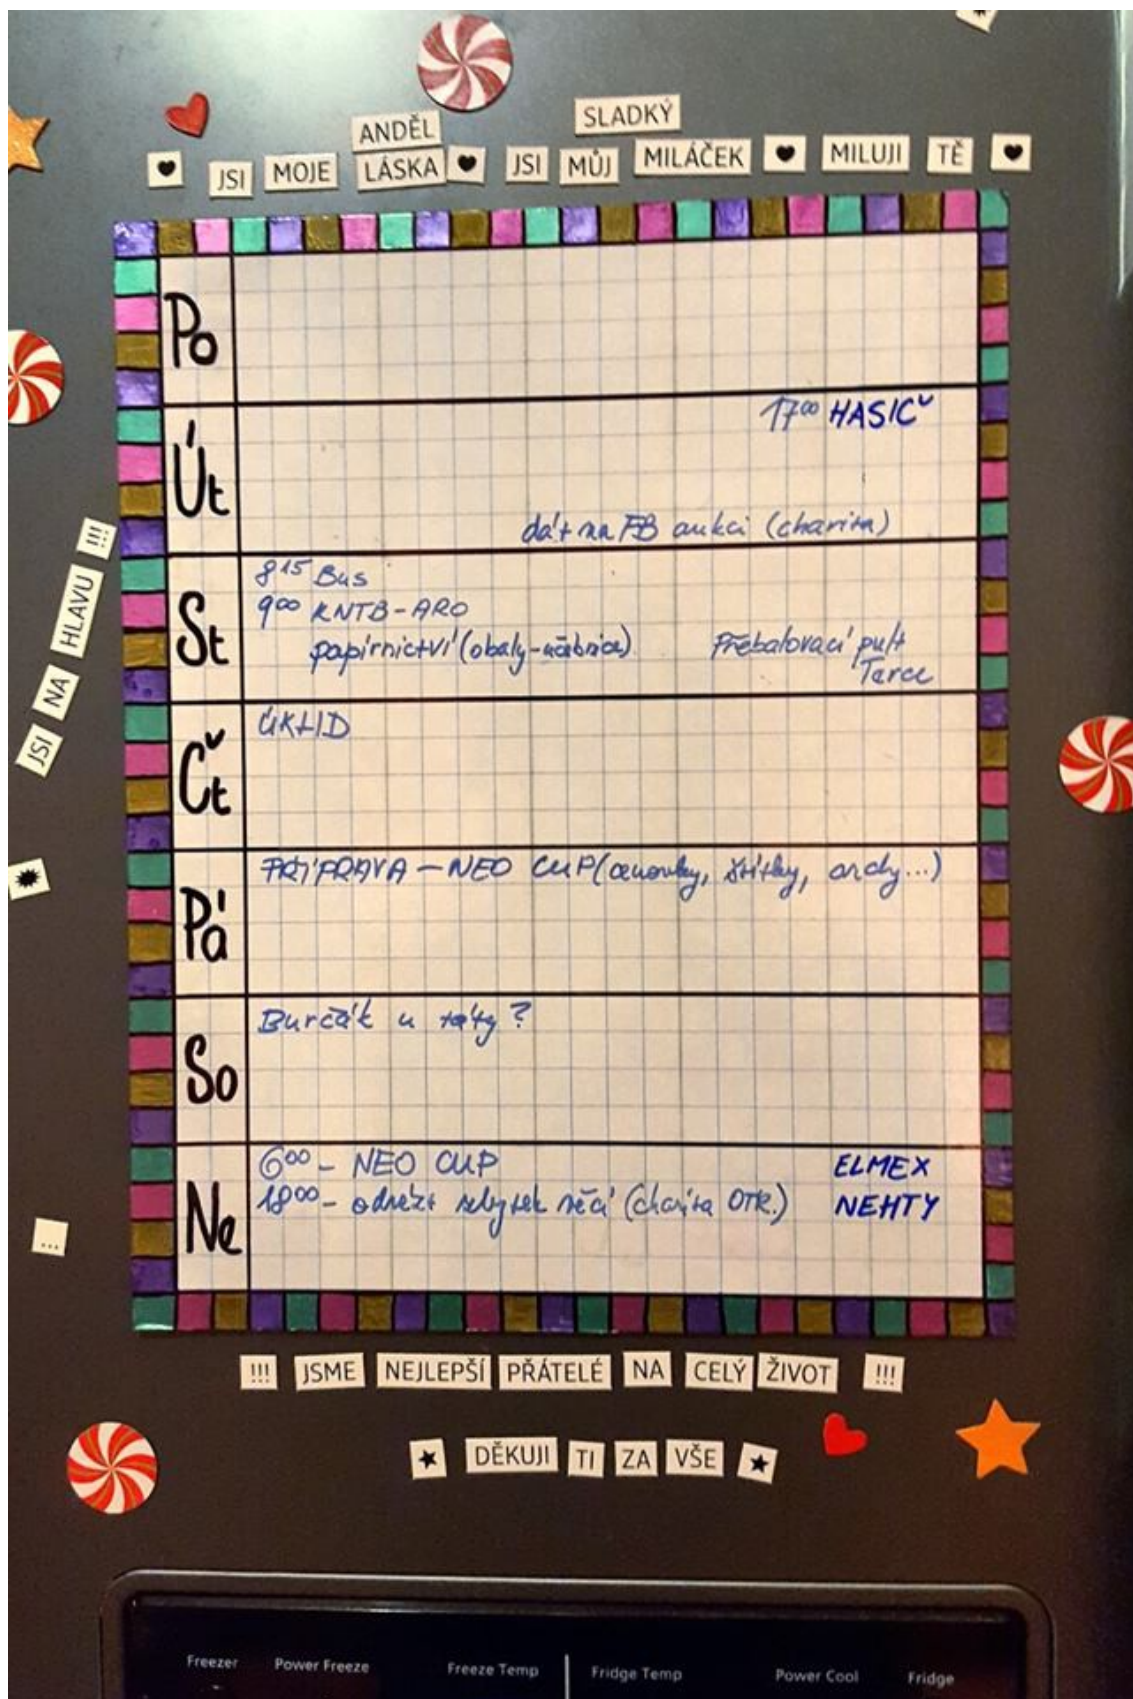 SLADKÝ
ANDĚL
♥ JSI MOJE LÁSKA ♥ JSI MŮJ MILÁČEK ♥ MILUJI TĚ ♥
JSI NA HLAVU !!!
Po
Út
17⁰⁰ HASIČ
dát na FB aukci (charita)
St
8¹⁵ Bus
9⁰⁰ KNTB-ARO
papírnictví (obaly-učebnice)
Přebalovací pult
Terce
Čt
ÚKLID
Pá
PŘÍPRAVA - NEO CUP (cenovky, štítky, ...)
So
Burčák u táty?
Ne
6⁰⁰ - NEO CUP
ELMEX
18⁰⁰ - odvézt zbytek věcí (charita OTR.)
NEHTY
...
!!! JSME NEJLEPŠÍ PŘÁTELÉ NA CELÝ ŽIVOT !!!
★ DĚKUJI TI ZA VŠE ★
Freezer Power Freeze Freeze Temp Fridge Temp Power Cool Fridge